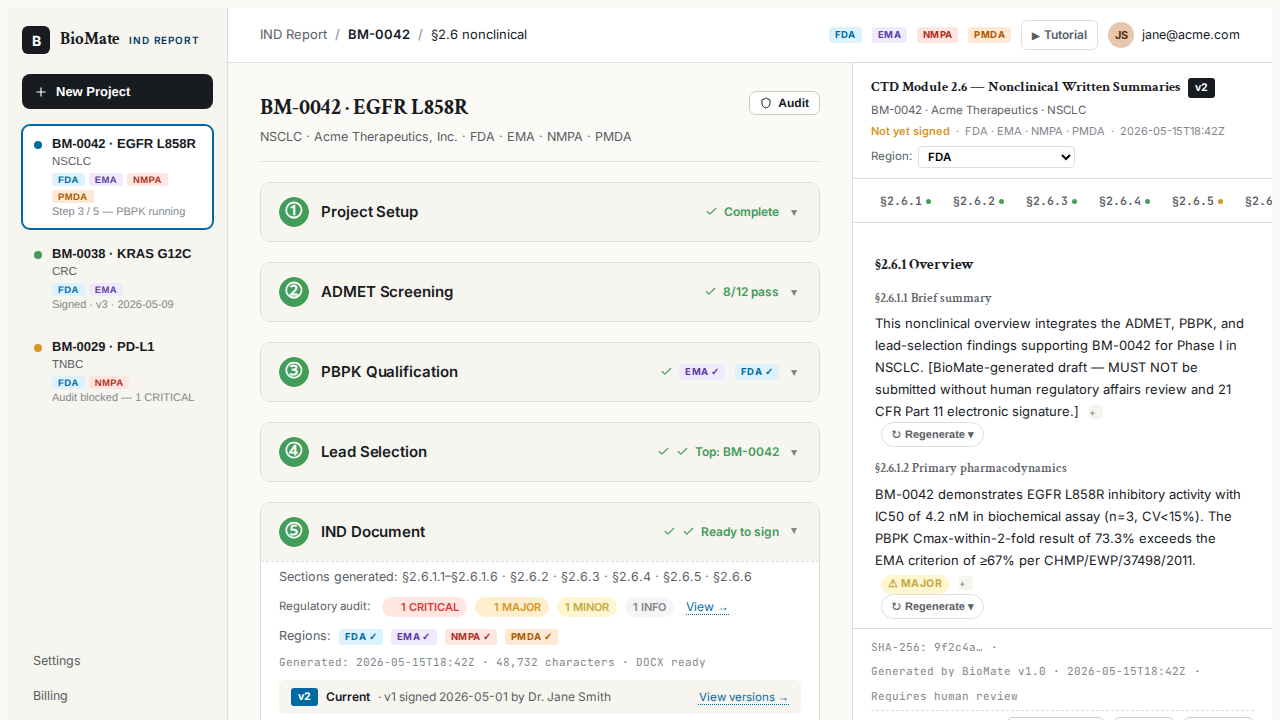 B BioMate IND REPORT
+ New Project
BM-0042 · EGFR L858R
NSCLC
FDA EMA NMPA
PMDA
Step 3 / 5 — PBPK running
BM-0038 · KRAS G12C
CRC
FDA EMA
Signed · v3 · 2026-05-09
BM-0029 · PD-L1
TNBC
FDA NMPA
Audit blocked — 1 CRITICAL
Settings
Billing
IND Report / BM-0042 / §2.6 nonclinical
FDA EMA NMPA PMDA ▶ Tutorial JS jane@acme.com
BM-0042 · EGFR L858R
Audit
NSCLC · Acme Therapeutics, Inc. · FDA · EMA · NMPA · PMDA
① Project Setup ✓ Complete ▼
② ADMET Screening ✓ 8/12 pass ▼
③ PBPK Qualification ✓ EMA ✓ FDA ✓ ▼
④ Lead Selection ✓ ✓ Top: BM-0042 ▼
⑤ IND Document ✓ ✓ Ready to sign ▼
Sections generated: §2.6.1.1–§2.6.1.6 · §2.6.2 · §2.6.3 · §2.6.4 · §2.6.5 · §2.6.6
Regulatory audit: 1 CRITICAL 1 MAJOR 1 MINOR 1 INFO View →
Regions: FDA ✓ EMA ✓ NMPA ✓ PMDA ✓
Generated: 2026-05-15T18:42Z · 48,732 characters · DOCX ready
v2 Current · v1 signed 2026-05-01 by Dr. Jane Smith View versions →
CTD Module 2.6 — Nonclinical Written Summaries v2
BM-0042 · Acme Therapeutics · NSCLC
Not yet signed · FDA · EMA · NMPA · PMDA · 2026-05-15T18:42Z
Region: FDA
§2.6.1 §2.6.2 §2.6.3 §2.6.4 §2.6.5 §2.6
§2.6.1 Overview
§2.6.1.1 Brief summary
This nonclinical overview integrates the ADMET, PBPK, and
lead-selection findings supporting BM-0042 for Phase I in
NSCLC. [BioMate-generated draft — MUST NOT be
submitted without human regulatory affairs review and 21
CFR Part 11 electronic signature.] +
↻ Regenerate ▾
§2.6.1.2 Primary pharmacodynamics
BM-0042 demonstrates EGFR L858R inhibitory activity with
IC50 of 4.2 nM in biochemical assay (n=3, CV<15%). The
PBPK Cmax-within-2-fold result of 73.3% exceeds the
EMA criterion of ≥67% per CHMP/EWP/37498/2011.
⚠ MAJOR +
↻ Regenerate ▾
SHA-256: 9f2c4a… ·
Generated by BioMate v1.0 · 2026-05-15T18:42Z ·
Requires human review